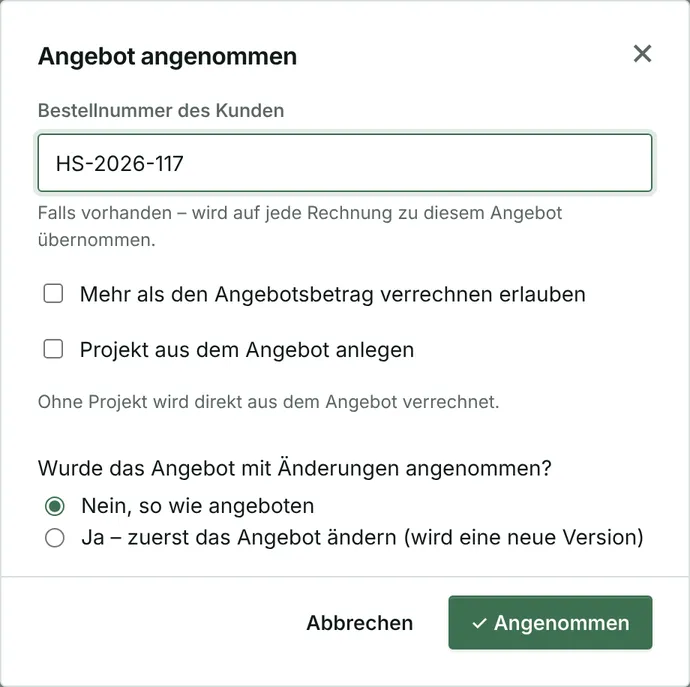 Angebot angenommen
Bestellnummer des Kunden
HS-2026-117
Falls vorhanden – wird auf jede Rechnung zu diesem Angebot
übernommen.
Mehr als den Angebotsbetrag verrechnen erlauben
Projekt aus dem Angebot anlegen
Ohne Projekt wird direkt aus dem Angebot verrechnet.
Wurde das Angebot mit Änderungen angenommen?
Nein, so wie angeboten
Ja – zuerst das Angebot ändern (wird eine neue Version)
Abbrechen
Angenommen